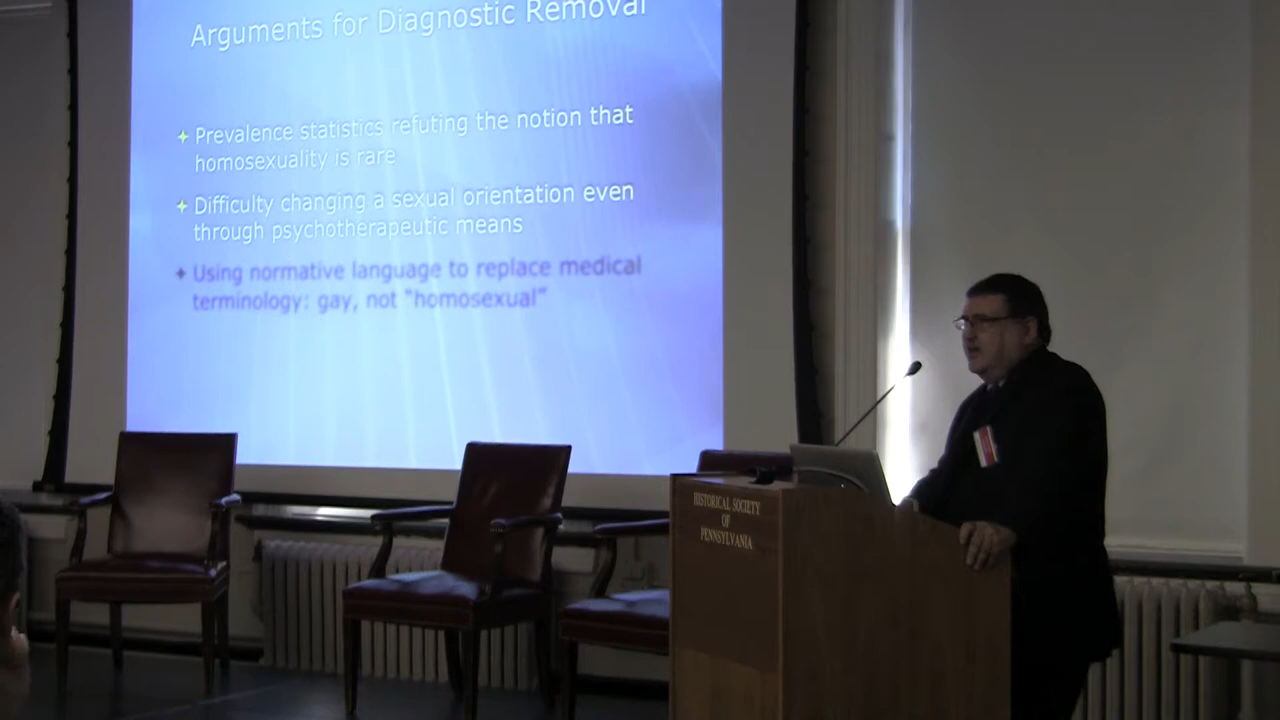 Arguments for Diagnostic Removal
Prevalence statistics refuting the notion that
homosexuality is rare
Difficulty changing a sexual orientation even
through psychotherapeutic means
Using normative language to replace medical
terminology: gay, not "homosexual"
HISTORICAL SOCIETY
OF
PENNSYLVANIA